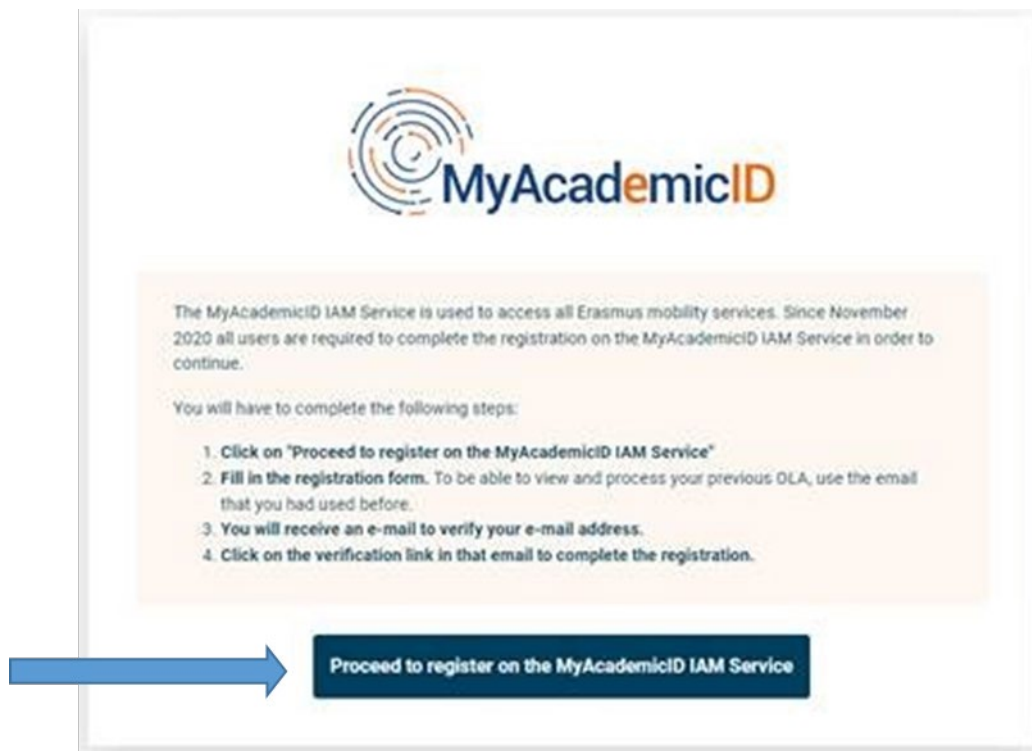 MyAcademicID
The MyAcademicID IAM Service is used to access all Erasmus mobility services. Since November
2020 all users are required to complete the registration on the MyAcademicID IAM Service in order to
continue.
You will have to complete the following steps:
1. Click on "Proceed to register on the MyAcademicID IAM Service"
2. Fill in the registration form. To be able to view and process your previous OLA, use the email
that you had used before.
3. You will receive an e-mail to verify your e-mail address.
4. Click on the verification link in that email to complete the registration.
Proceed to register on the MyAcademicID IAM Service